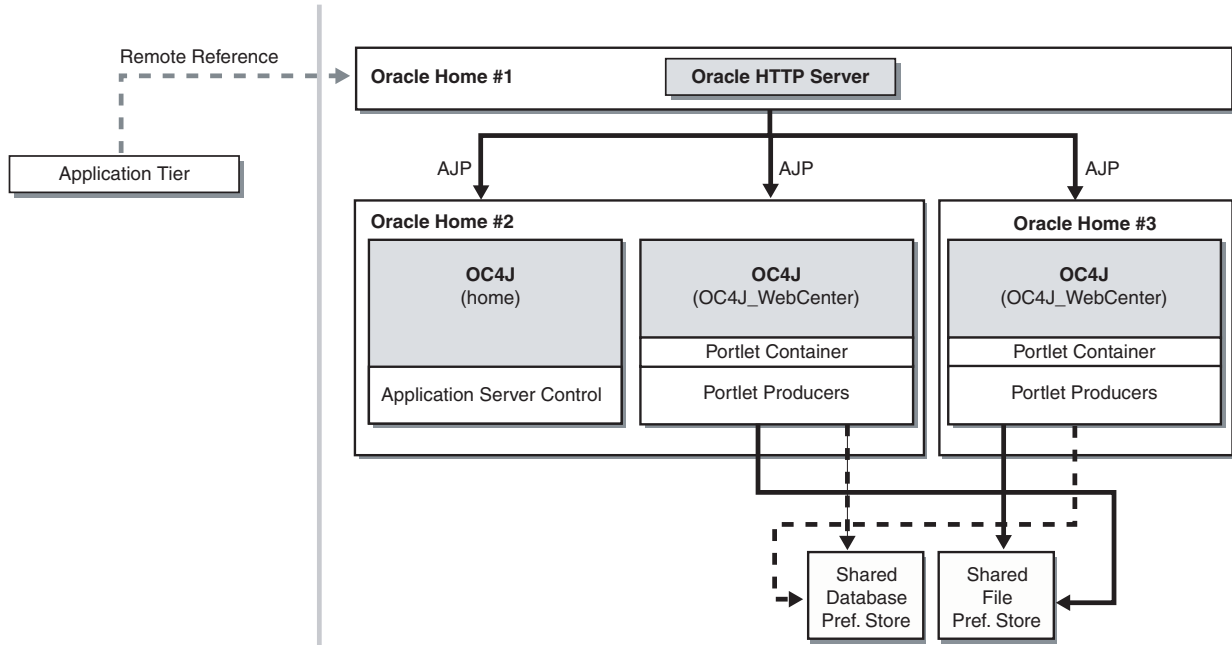 Remote Reference
Application Tier
Oracle Home #1
Oracle HTTP Server
AJP
AJP
AJP
Oracle Home #2
OC4J
(home)
Application Server Control
OC4J
(OC4J_WebCenter)
Portlet Container
Portlet Producers
Oracle Home #3
OC4J
(OC4J_WebCenter)
Portlet Container
Portlet Producers
Shared
Database
Pref. Store
Shared
File
Pref. Store